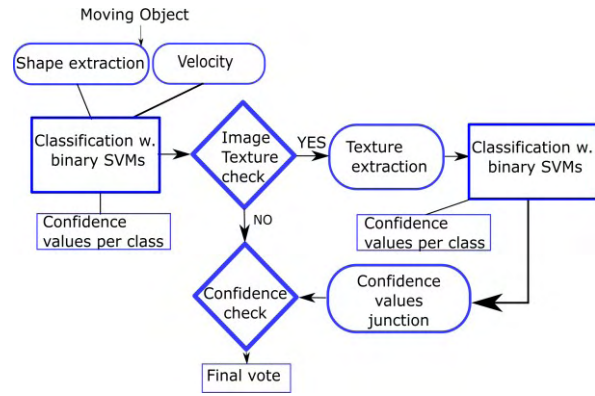 Moving Object
Shape extraction
Velocity
Classification w.
binary SVMs
Image
Texture
check
YES
Texture
extraction
Classification w.
binary SVMs
Confidence
values per class
NO
Confidence
values per class
Confidence
check
Confidence
values
junction
Final vote